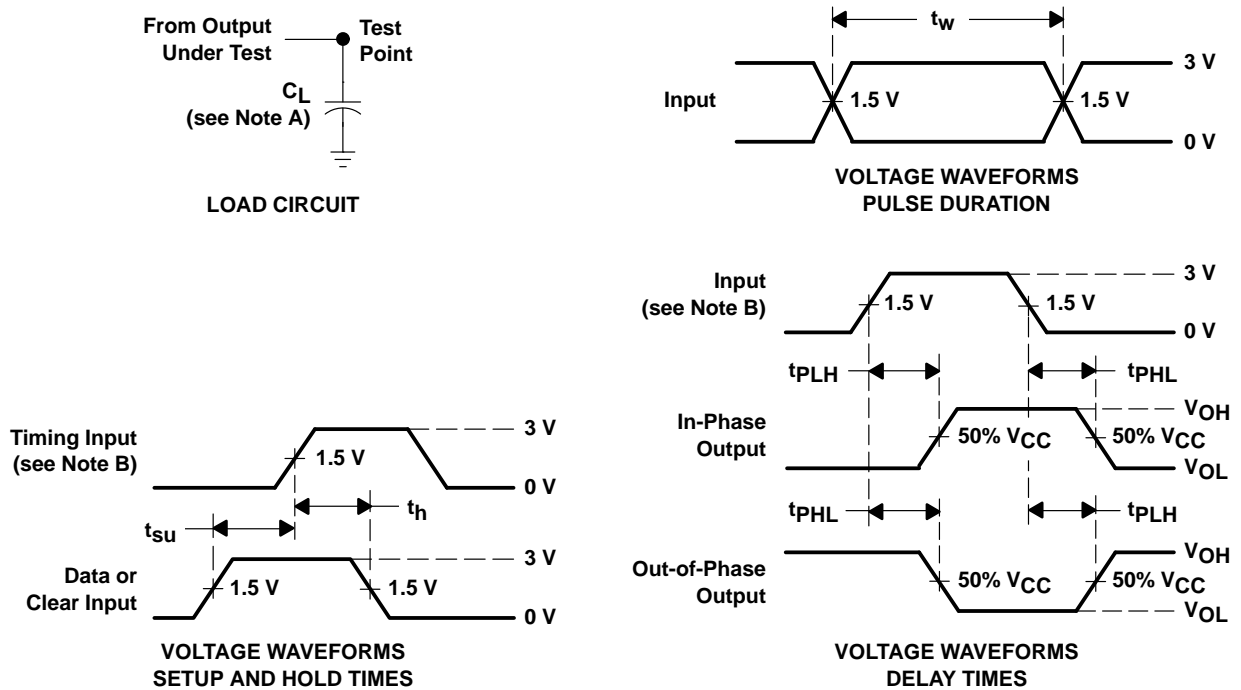 From Output
Under Test
Test
Point
CL
(see Note A)
LOAD CIRCUIT
tw
Input
1.5 V
1.5 V
3 V
0 V
VOLTAGE WAVEFORMS
PULSE DURATION
Timing Input
(see Note B)
1.5 V
3 V
0 V
tsu
th
Data or
Clear Input
1.5 V
1.5 V
3 V
0 V
VOLTAGE WAVEFORMS
SETUP AND HOLD TIMES
Input
(see Note B)
1.5 V
1.5 V
3 V
0 V
tPLH
tPHL
In-Phase
Output
50% VCC
50% VCC
VOH
VOL
tPHL
tPLH
Out-of-Phase
Output
50% VCC
50% VCC
VOH
VOL
VOLTAGE WAVEFORMS
DELAY TIMES